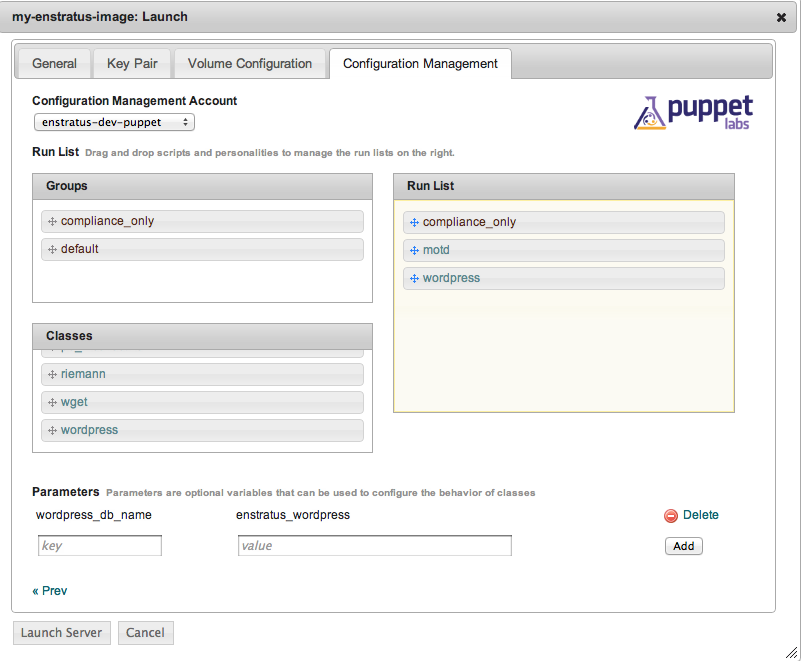 my-enstratus-image: Launch
General Key Pair Volume Configuration Configuration Management
Configuration Management Account
enstratus-dev-puppet
puppet
labs
Run List Drag and drop scripts and personalities to manage the run lists on the right.
Groups
compliance_only
default
Run List
compliance_only
motd
wordpress
Classes
riemann
wget
wordpress
Parameters Parameters are optional variables that can be used to configure the behavior of classes
wordpress_db_name enstratus_wordpress Delete
key value Add
« Prev
Launch Server Cancel